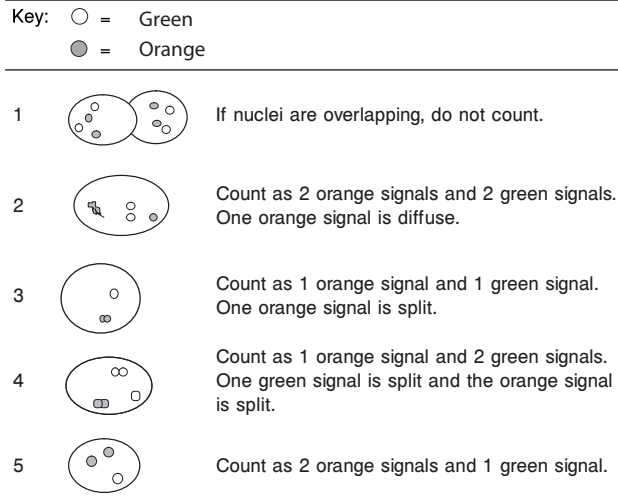 Key: = Green
= Orange
1 If nuclei are overlapping, do not count.
2 Count as 2 orange signals and 2 green signals.
One orange signal is diffuse.
3 Count as 1 orange signal and 1 green signal.
One orange signal is split.
4 Count as 1 orange signal and 2 green signals.
One green signal is split and the orange signal
is split.
5 Count as 2 orange signals and 1 green signal.